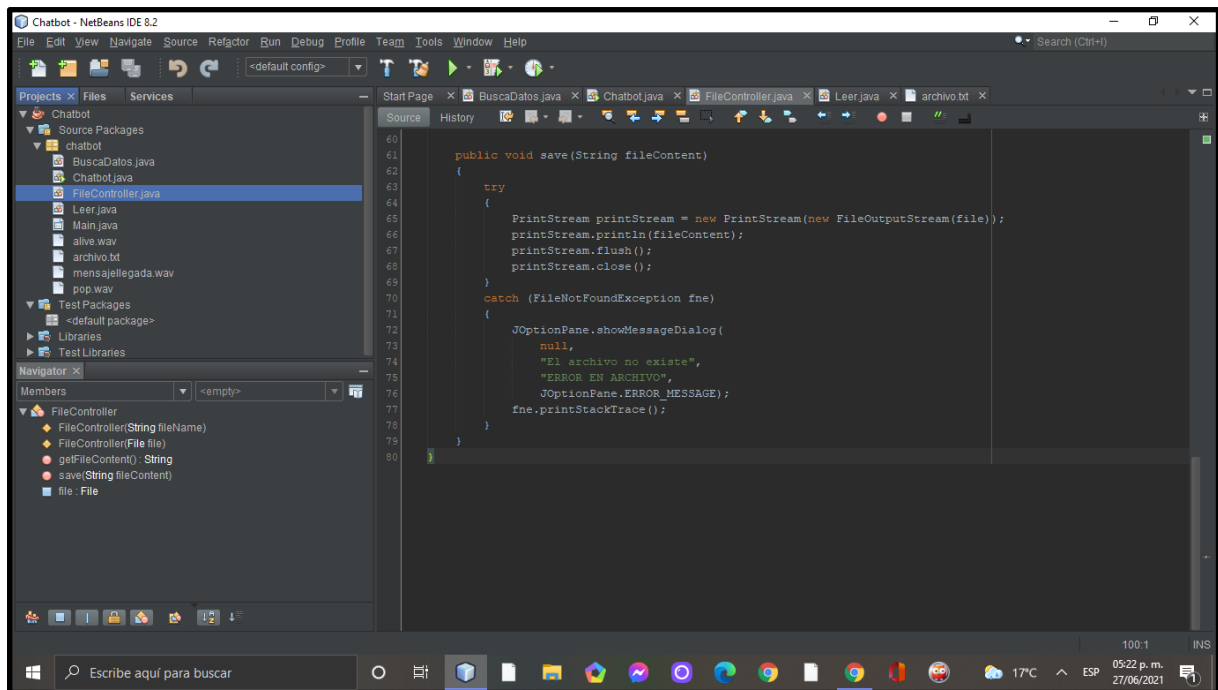 Chatbot - NetBeans IDE 8.2
File Edit View Navigate Source Refactor Run Debug Profile Team Tools Window Help
Search (Ctrl+I)
<default config>
Projects Files Services
Start Page BuscaDatos.java Chatbot.java FileController.java Leer.java archivo.txt
Source History
Chatbot
Source Packages
chatbot
BuscaDatos.java
Chatbot.java
FileController.java
Leer.java
Main.java
alive.wav
archivo.txt
mensajellegada.wav
pop.wav
Test Packages
<default package>
Libraries
Test Libraries
Navigator
Members
<empty>
FileController
FileController(String fileName)
FileController(File file)
getFileContent() : String
save(String fileContent)
file : File
60
61 public void save(String fileContent)
62 {
63 try
64 {
65 PrintStream printStream = new PrintStream(new FileOutputStream(file));
66 printStream.println(fileContent);
67 printStream.flush();
68 printStream.close();
69 }
70 catch (FileNotFoundException fne)
71 {
72 JOptionPane.showMessageDialog(
73 null,
74 "El archivo no existe",
75 "ERROR EN ARCHIVO",
76 JOptionPane.ERROR_MESSAGE);
77 fne.printStackTrace();
78 }
79 }
80 }
100:1 INS
Escribe aquí para buscar
17°C ESP
05:22 p. m.
27/06/2021
1